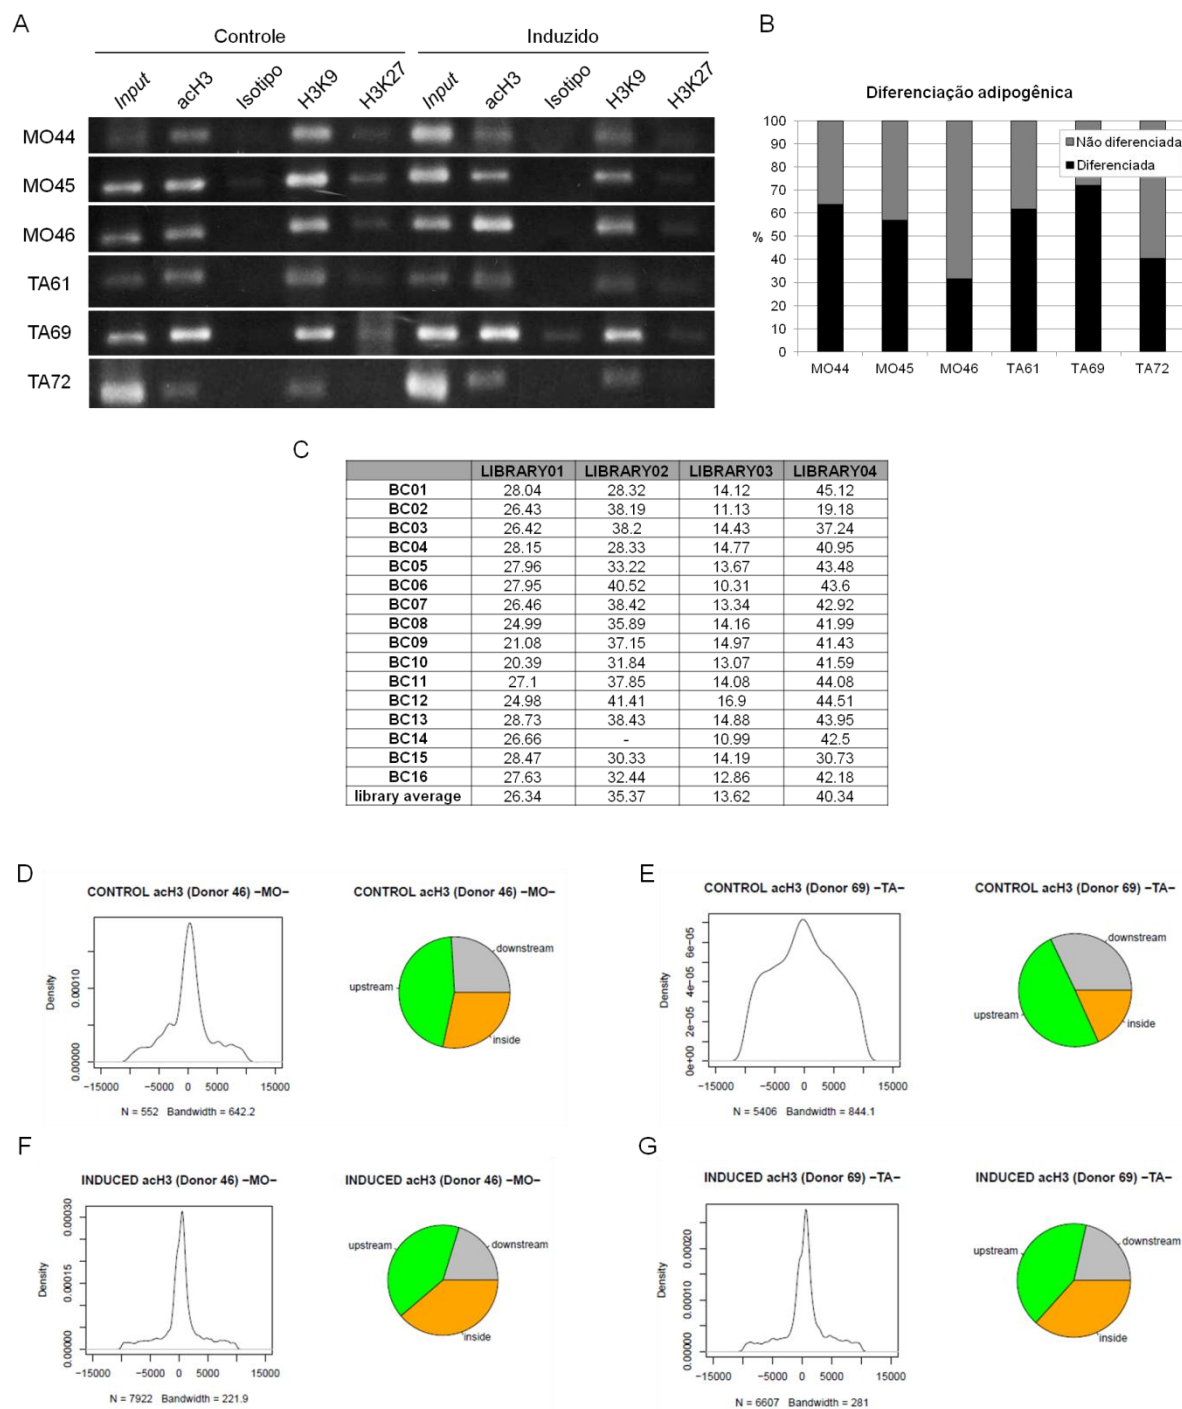 A
Controle
Induzido
Input
acH3
Isotipo
H3K9
H3K27
Input
acH3
Isotipo
H3K9
H3K27
MO44
MO45
MO46
TA61
TA69
TA72
B
Diferenciação adipogênica
100
90
80
70
60
50
40
30
20
10
0
%
Não diferenciada
Diferenciada
MO44 MO45 MO46 TA61 TA69 TA72
C
LIBRARY01 LIBRARY02 LIBRARY03 LIBRARY04
BC01 28.04 28.32 14.12 45.12
BC02 26.43 38.19 11.13 19.18
BC03 26.42 38.2 14.43 37.24
BC04 28.15 28.33 14.77 40.95
BC05 27.96 33.22 13.67 43.48
BC06 27.95 40.52 10.31 43.6
BC07 26.46 38.42 13.34 42.92
BC08 24.99 35.89 14.16 41.99
BC09 21.08 37.15 14.97 41.43
BC10 20.39 31.84 13.07 41.59
BC11 27.1 37.85 14.08 44.08
BC12 24.98 41.41 16.9 44.51
BC13 28.73 38.43 14.88 43.95
BC14 26.66 - 10.99 42.5
BC15 28.47 30.33 14.19 30.73
BC16 27.63 32.44 12.86 42.18
library average 26.34 35.37 13.62 40.34
D
CONTROL acH3 (Donor 46) −MO−
Density
0.00010
0.00000
−15000 −5000 0 5000 15000
N = 552 Bandwidth = 642.2
CONTROL acH3 (Donor 46) −MO−
downstream
upstream
inside
E
CONTROL acH3 (Donor 69) −TA−
Density
6e−05
4e−05
2e−05
0e+00
−15000 −5000 0 5000 15000
N = 5406 Bandwidth = 844.1
CONTROL acH3 (Donor 69) −TA−
downstream
upstream
inside
F
INDUCED acH3 (Donor 46) −MO−
Density
0.00030
0.00015
0.00000
−15000 −5000 0 5000 15000
N = 7922 Bandwidth = 221.9
INDUCED acH3 (Donor 46) −MO−
upstream
downstream
inside
G
INDUCED acH3 (Donor 69) −TA−
Density
0.00020
0.00010
0.00000
−15000 −5000 0 5000 15000
N = 6607 Bandwidth = 281
INDUCED acH3 (Donor 69) −TA−
upstream
downstream
inside